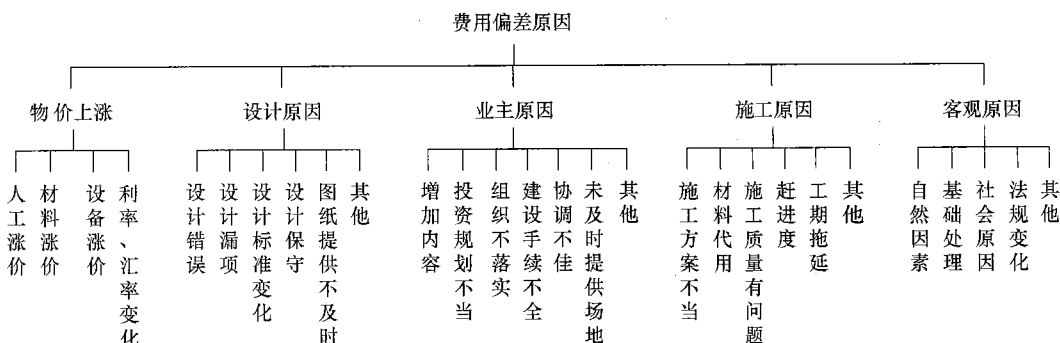 费用偏差原因
物价上涨
设计原因
业主原因
施工原因
客观原因
人工涨价
材料涨价
设备涨价
利率、汇率变化
设计错误
设计漏项
设计标准变化
设计保守
图纸提供不及时
其他
增加内容
投资规划不当
组织不落实
建设手续不全
协调不佳
未及时提供场地
其他
施工方案不当
材料代用
施工质量有问题
赶进度
工期拖延
其他
自然因素
基础处理
社会原因
法规变化
其他